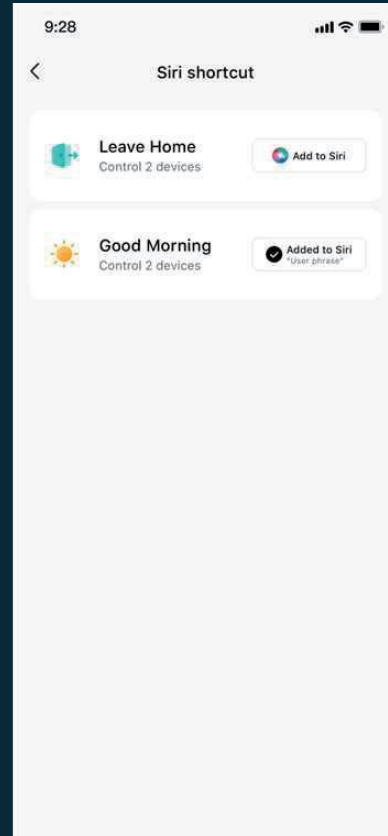 9:28
Siri shortcut
Leave Home
Control 2 devices
Add to Siri
Good Morning
Control 2 devices
Added to Siri
"User phrase"